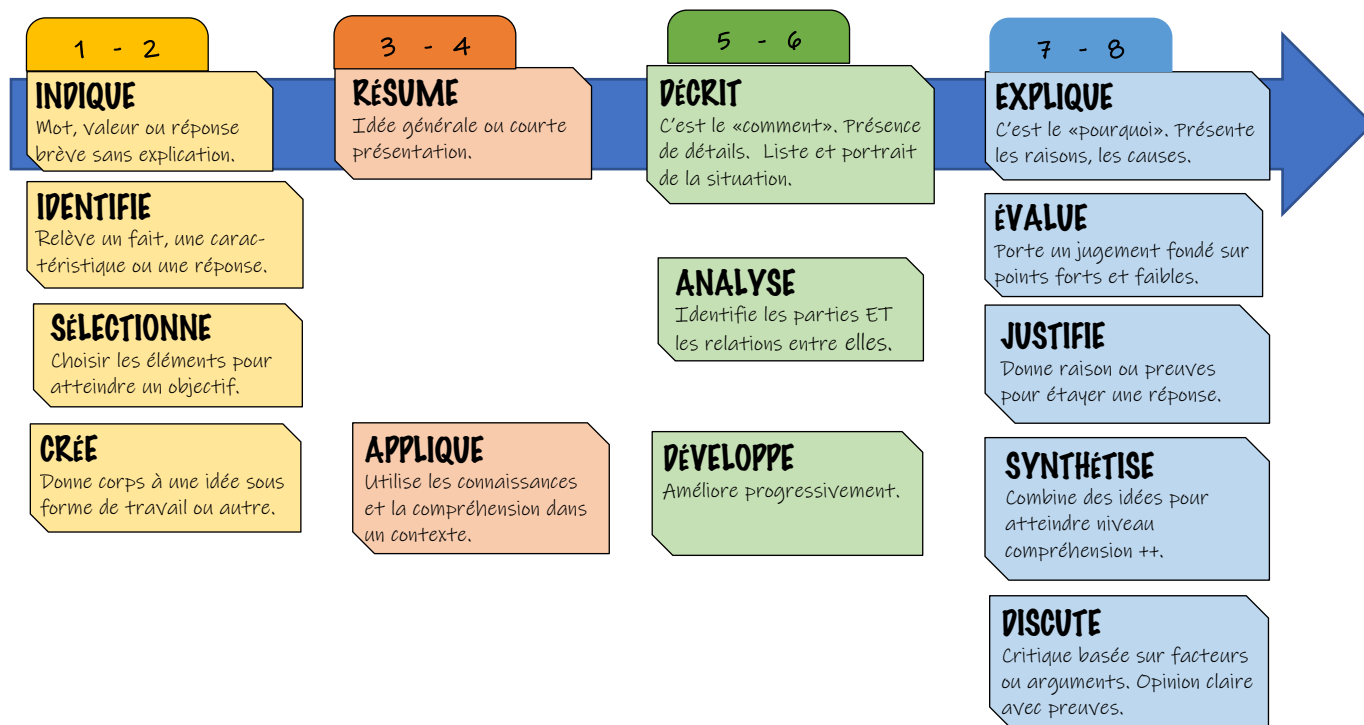 1 - 2
INDIQUE
Mot, valeur ou réponse
brève sans explication.
IDENTIFIE
Relève un fait, une carac-
téristique ou une réponse.
SÉLECTIONNE
Choisir les éléments pour
atteindre un objectif.
CRÉE
Donne corps à une idée sous
forme de travail ou autre.
3 - 4
RÉSUME
Idée générale ou courte
présentation.
APPLIQUE
Utilise les connaissances
et la compréhension dans
un contexte.
5 - 6
DÉCRIT
C'est le «comment». Présence
de détails. Liste et portrait
de la situation.
ANALYSE
Identifie les parties ET
les relations entre elles.
DÉVELOPPE
Améliore progressivement.
7 - 8
EXPLIQUE
C'est le «pourquoi». Présente
les raisons, les causes.
ÉVALUE
Porte un jugement fondé sur
points forts et faibles.
JUSTIFIE
Donne raison ou preuves
pour étayer une réponse.
SYNTHÉTISE
Combine des idées pour
atteindre niveau
compréhension ++.
DISCUTE
Critique basée sur facteurs
ou arguments. Opinion claire
avec preuves.